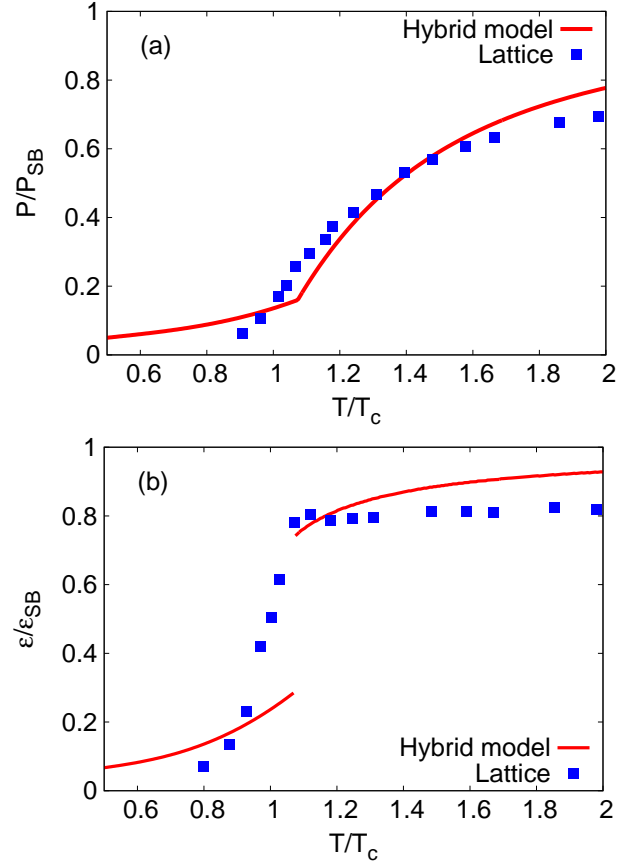 1
(a)
Hybrid model
Lattice
0.8
0.6
P/P_SB
0.4
0.2
0
0.6 0.8 1 1.2 1.4 1.6 1.8 2
T/T_c
1
(b)
0.8
0.6
ε/ε_SB
0.4
0.2
Hybrid model
Lattice
0
0.6 0.8 1 1.2 1.4 1.6 1.8 2
T/T_c